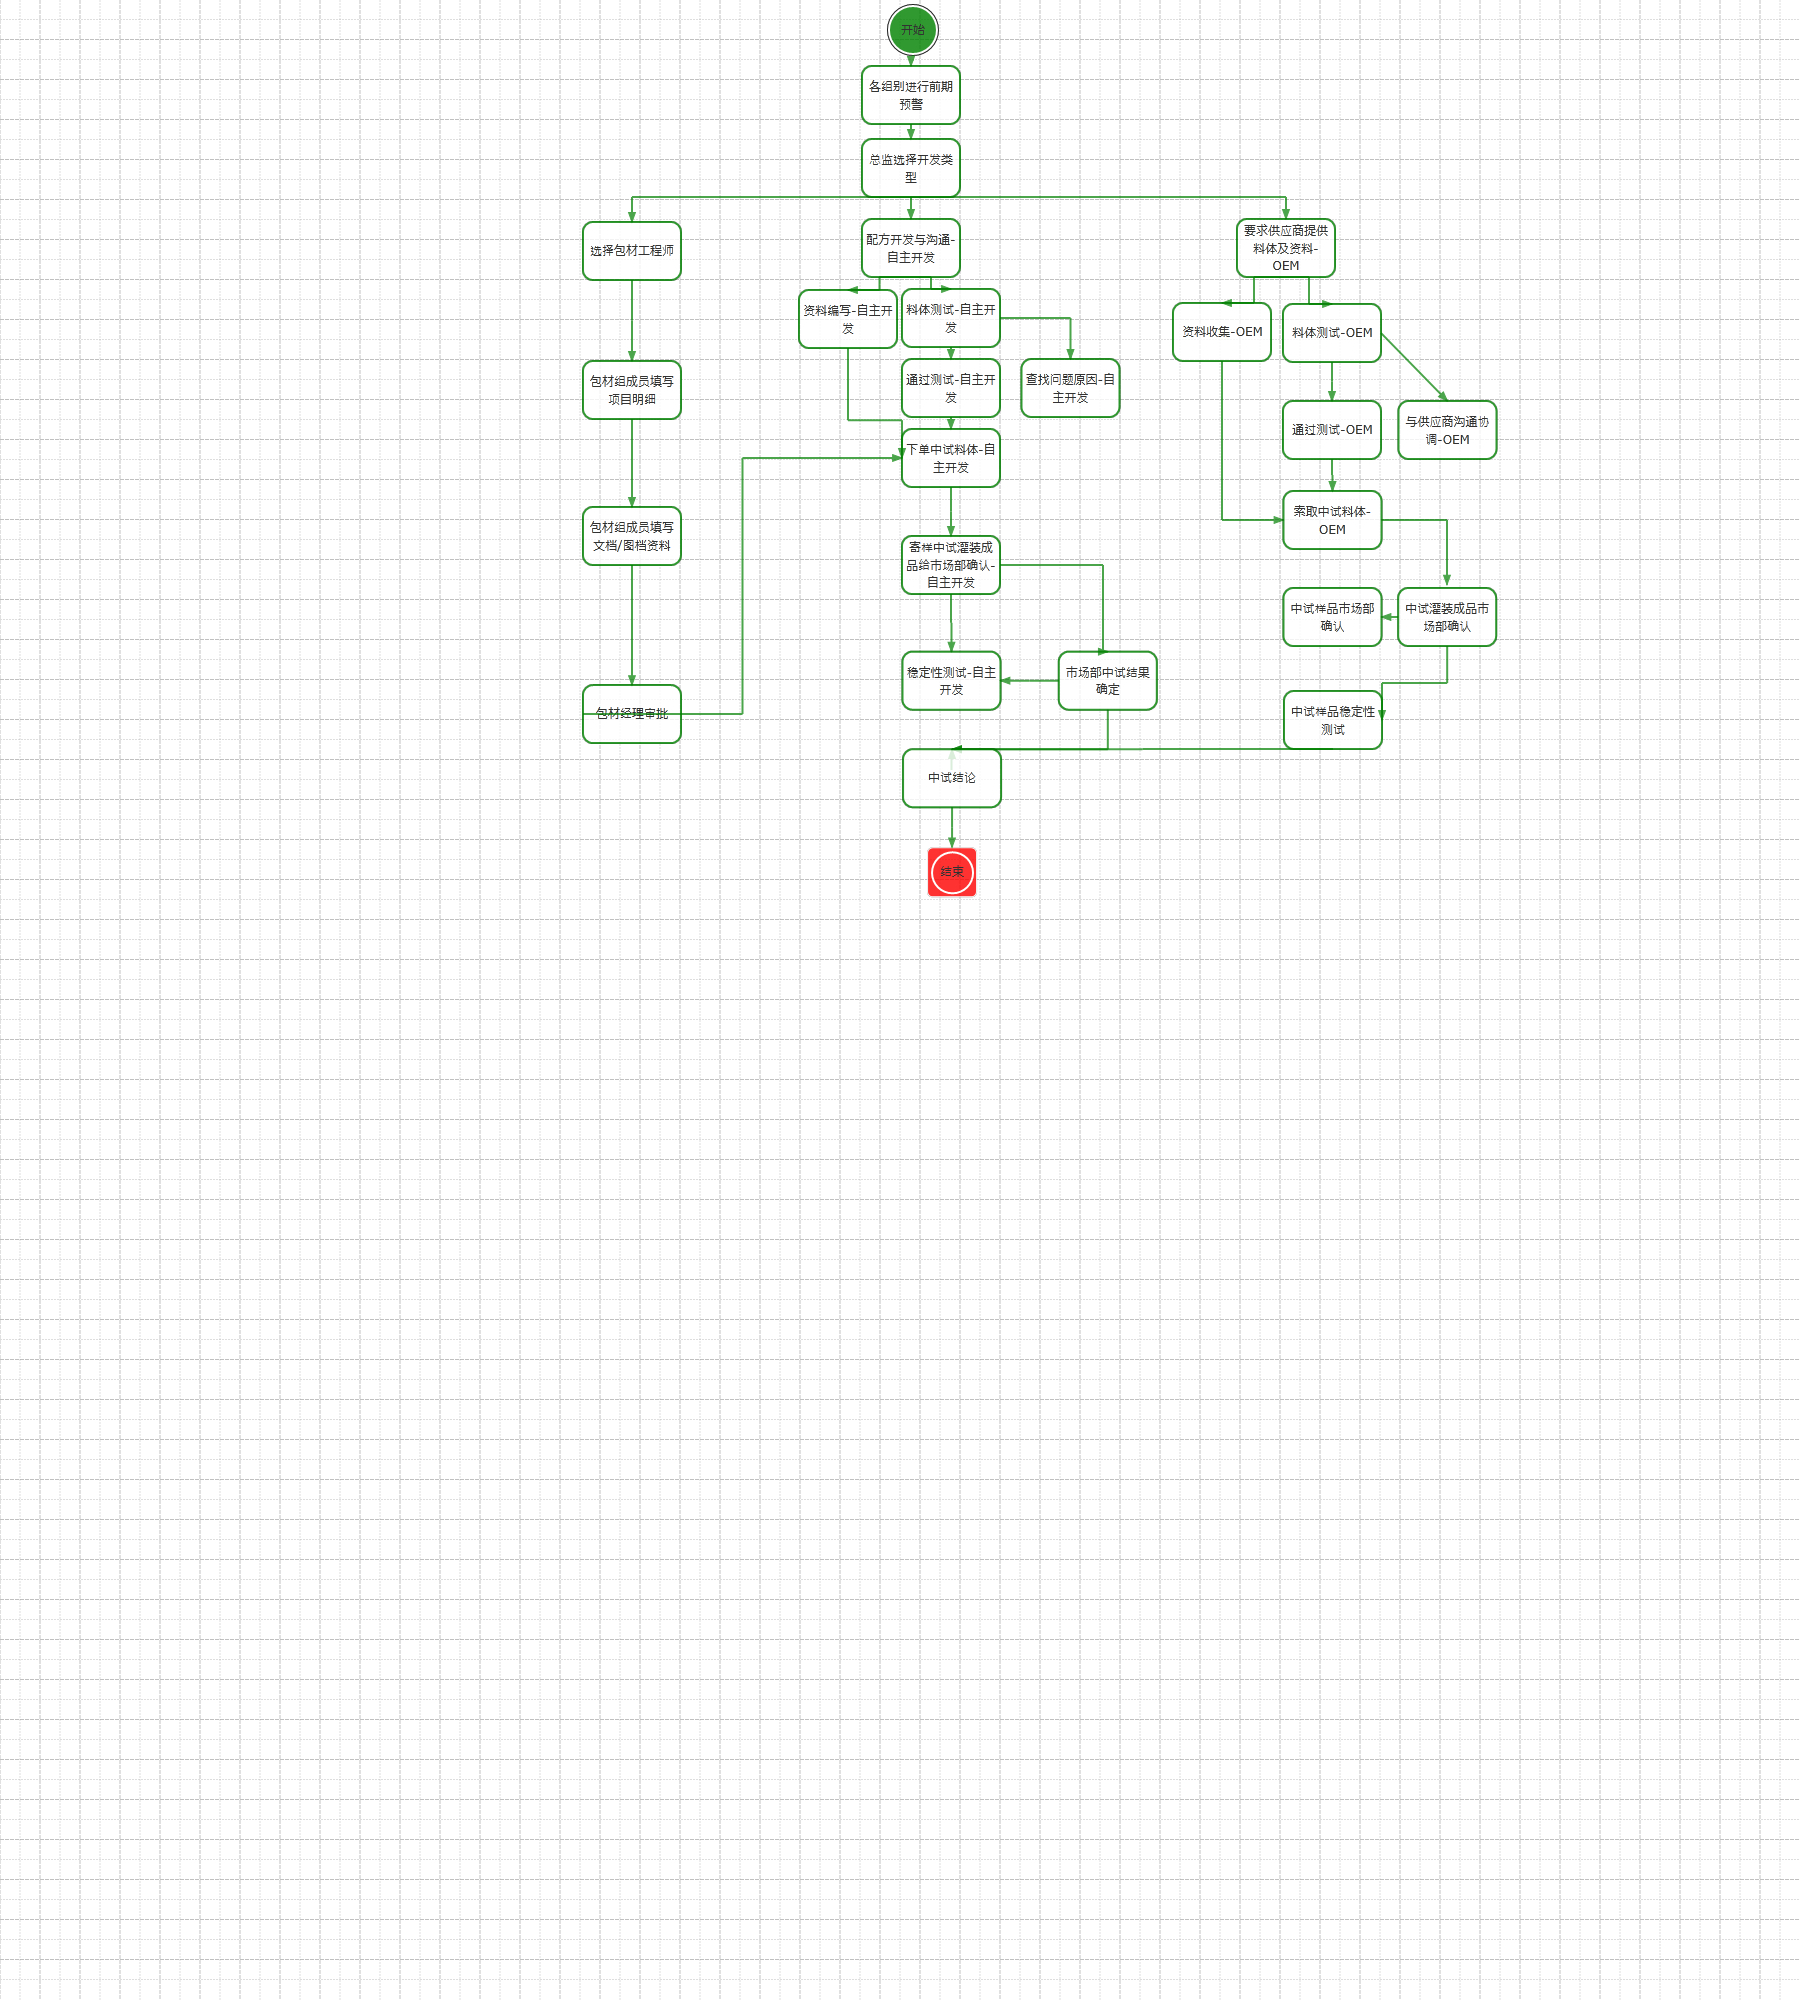 开始
各组别进行前期
预警
总监选择开发类
型
选择包材工程师
配方开发与沟通-
自主开发
要求供应商提供
料体及资料-
OEM
资料编写-自主开
发
料体测试-自主开
发
资料收集-OEM
料体测试-OEM
包材组成员填写
项目明细
通过测试-自主开
发
查找问题原因-自
主开发
通过测试-OEM
与供应商沟通协
调-OEM
下单中试料体-自
主开发
包材组成员填写
文档/图档资料
索取中试料体-
OEM
寄样中试灌装成
品给市场部确认-
自主开发
中试样品市场部
确认
中试灌装成品市
场部确认
稳定性测试-自主
开发
市场部中试结果
确定
包材经理审批
中试样品稳定性
测试
中试结论
结束